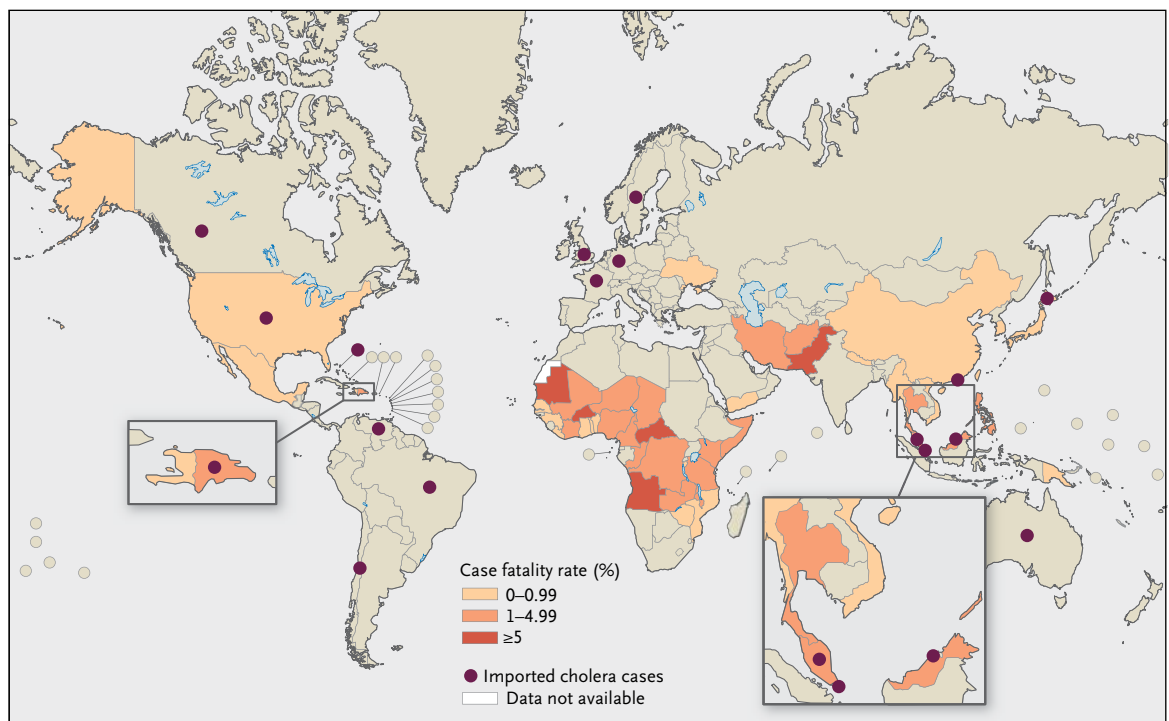 Case fatality rate (%)
0–0.99
1–4.99
≥5
Imported cholera cases
Data not available